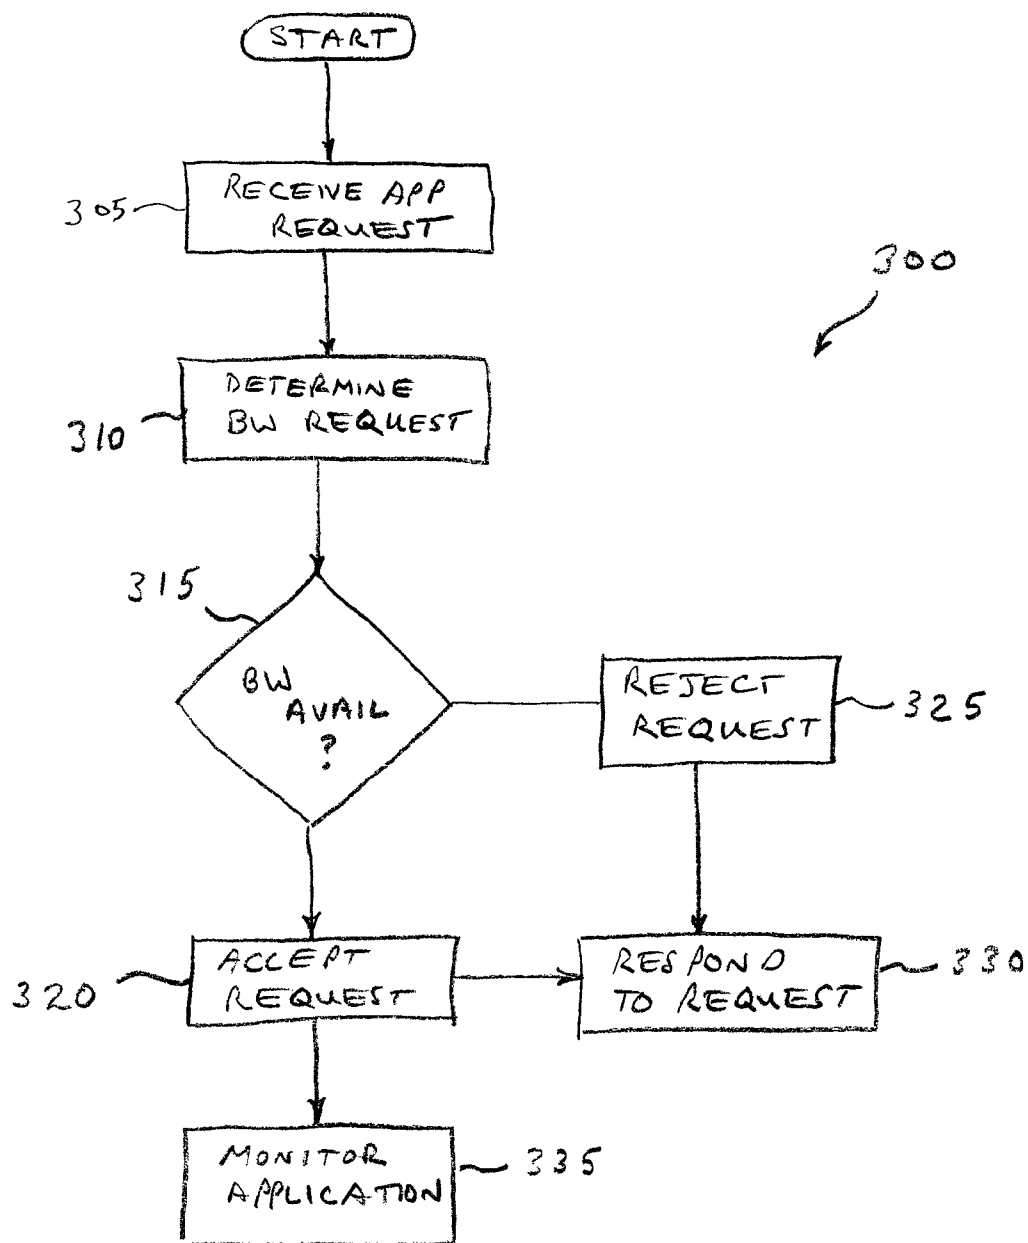 START
305
RECEIVE APP
REQUEST
300
310
DETERMINE
BW REQUEST
315
BW
AVAIL
?
REJECT
REQUEST
325
320
ACCEPT
REQUEST
RESPOND
TO REQUEST
330
MONITOR
APPLICATION
335